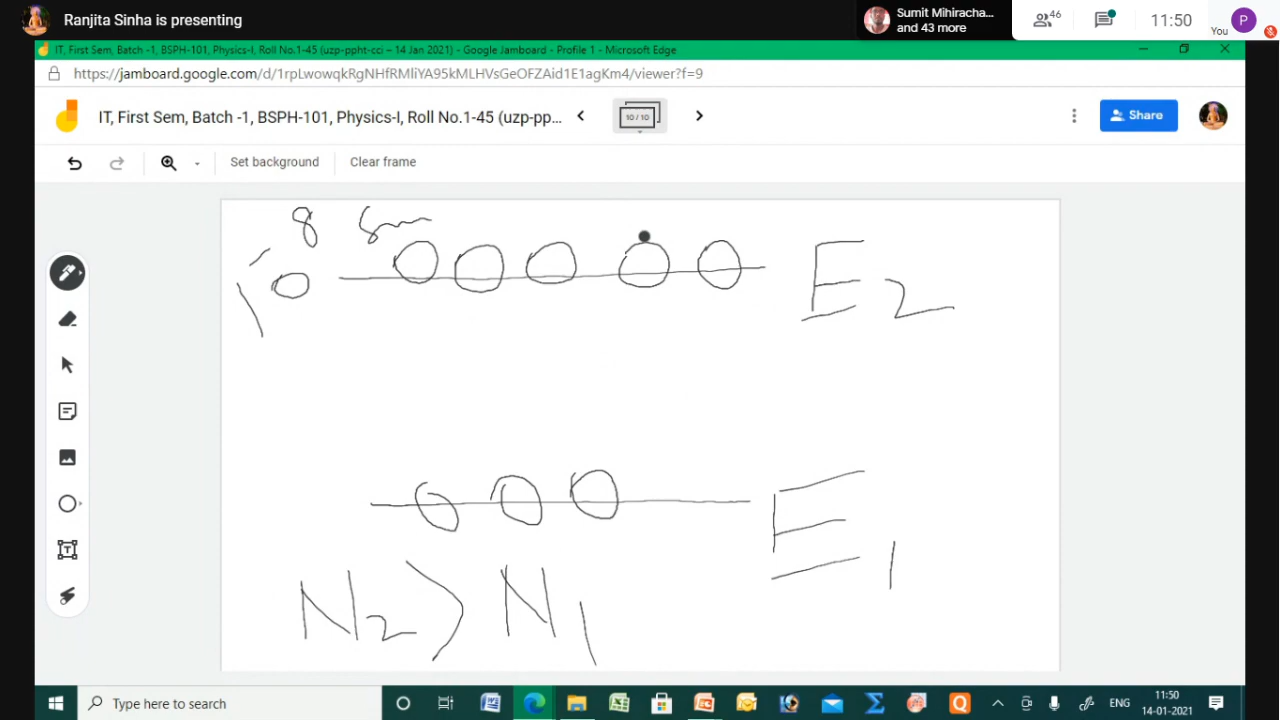 Ranjita Sinha is presenting
Sumit Mihiracha...
and 43 more
46
11:50
You
P
IT, First Sem, Batch -1, BSPH-101, Physics-I, Roll No.1-45 (uzp-ppht-cci – 14 Jan 2021) - Google Jamboard - Profile 1 - Microsoft Edge
https://jamboard.google.com/d/1rpLwowqkRgNHfRMliYA95kMLHVsGeOFZAid1E1agKm4/viewer?f=9
IT, First Sem, Batch -1, BSPH-101, Physics-I, Roll No.1-45 (uzp-pp...
10 / 10
Share
Set background
Clear frame
10
8
E2
E1
N2 > N1
Type here to search
ENG
11:50
14-01-2021